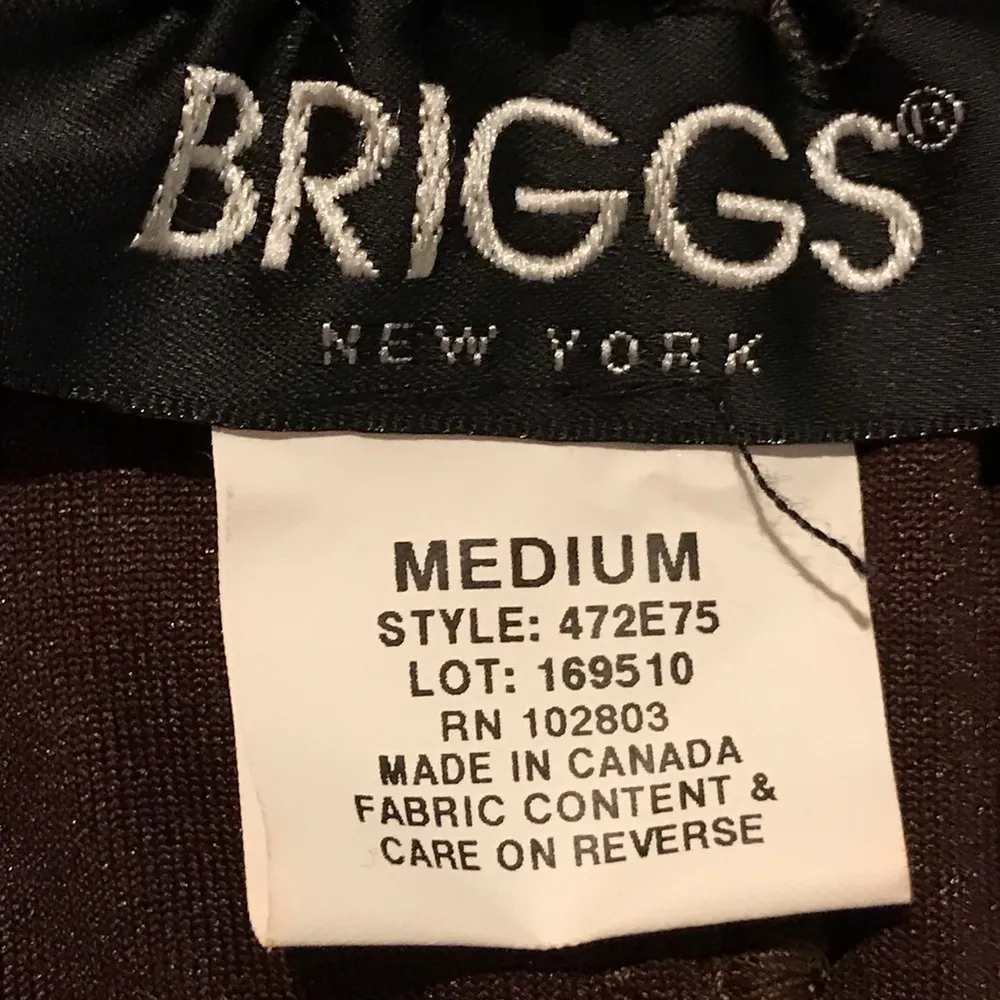 BRIGGS®
NEW YORK
MEDIUM
STYLE: 472E75
LOT: 169510
RN 102803
MADE IN CANADA
FABRIC CONTENT &
CARE ON REVERSE